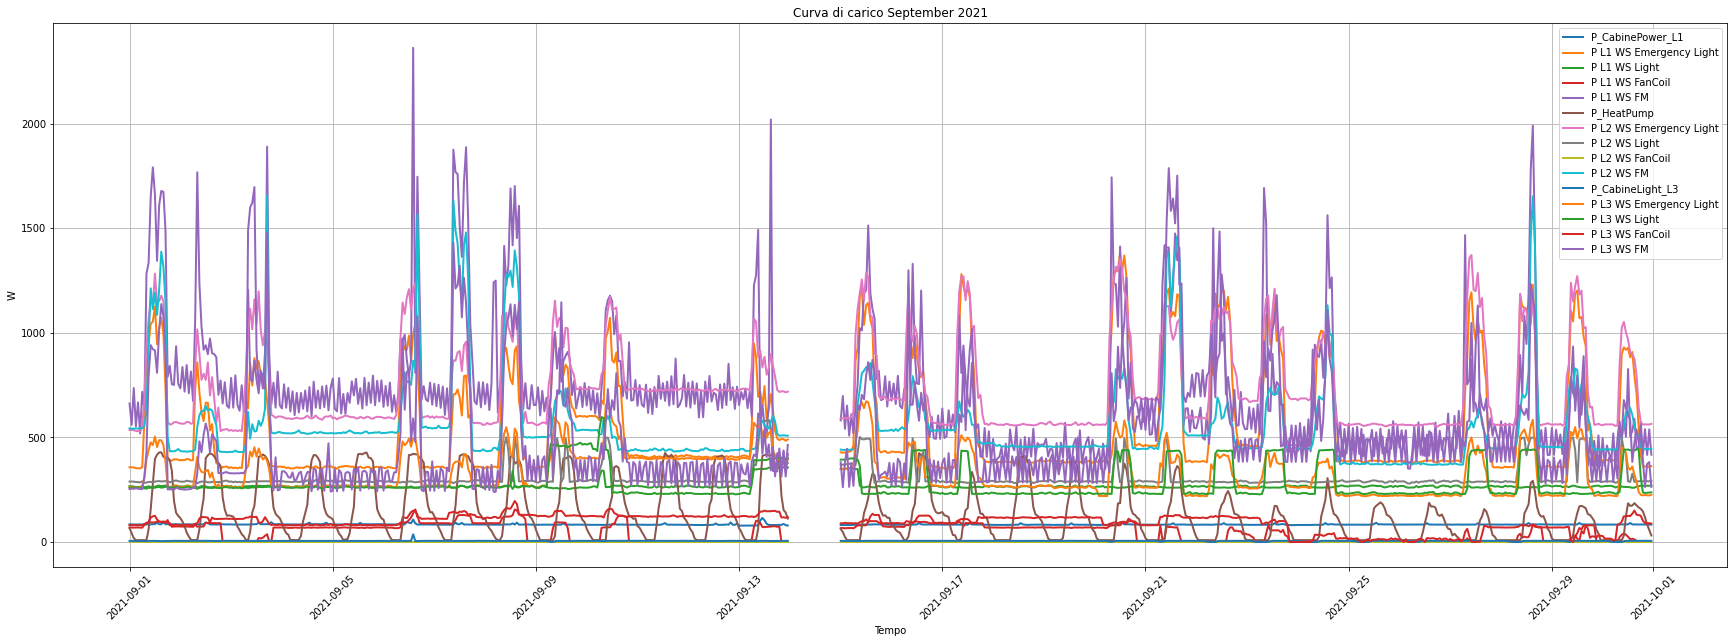 Curva di carico September 2021
P_CabinePower_L1
P L1 WS Emergency Light
P L1 WS Light
P L1 WS FanCoil
P L1 WS FM
P_HeatPump
P L2 WS Emergency Light
P L2 WS Light
P L2 WS FanCoil
P L2 WS FM
P_CabineLight_L3
P L3 WS Emergency Light
P L3 WS Light
P L3 WS FanCoil
P L3 WS FM
2000
1500
1000
500
0
W
2021-09-01
2021-09-05
2021-09-09
2021-09-13
2021-09-17
2021-09-21
2021-09-25
2021-09-29
2021-10-01
Tempo